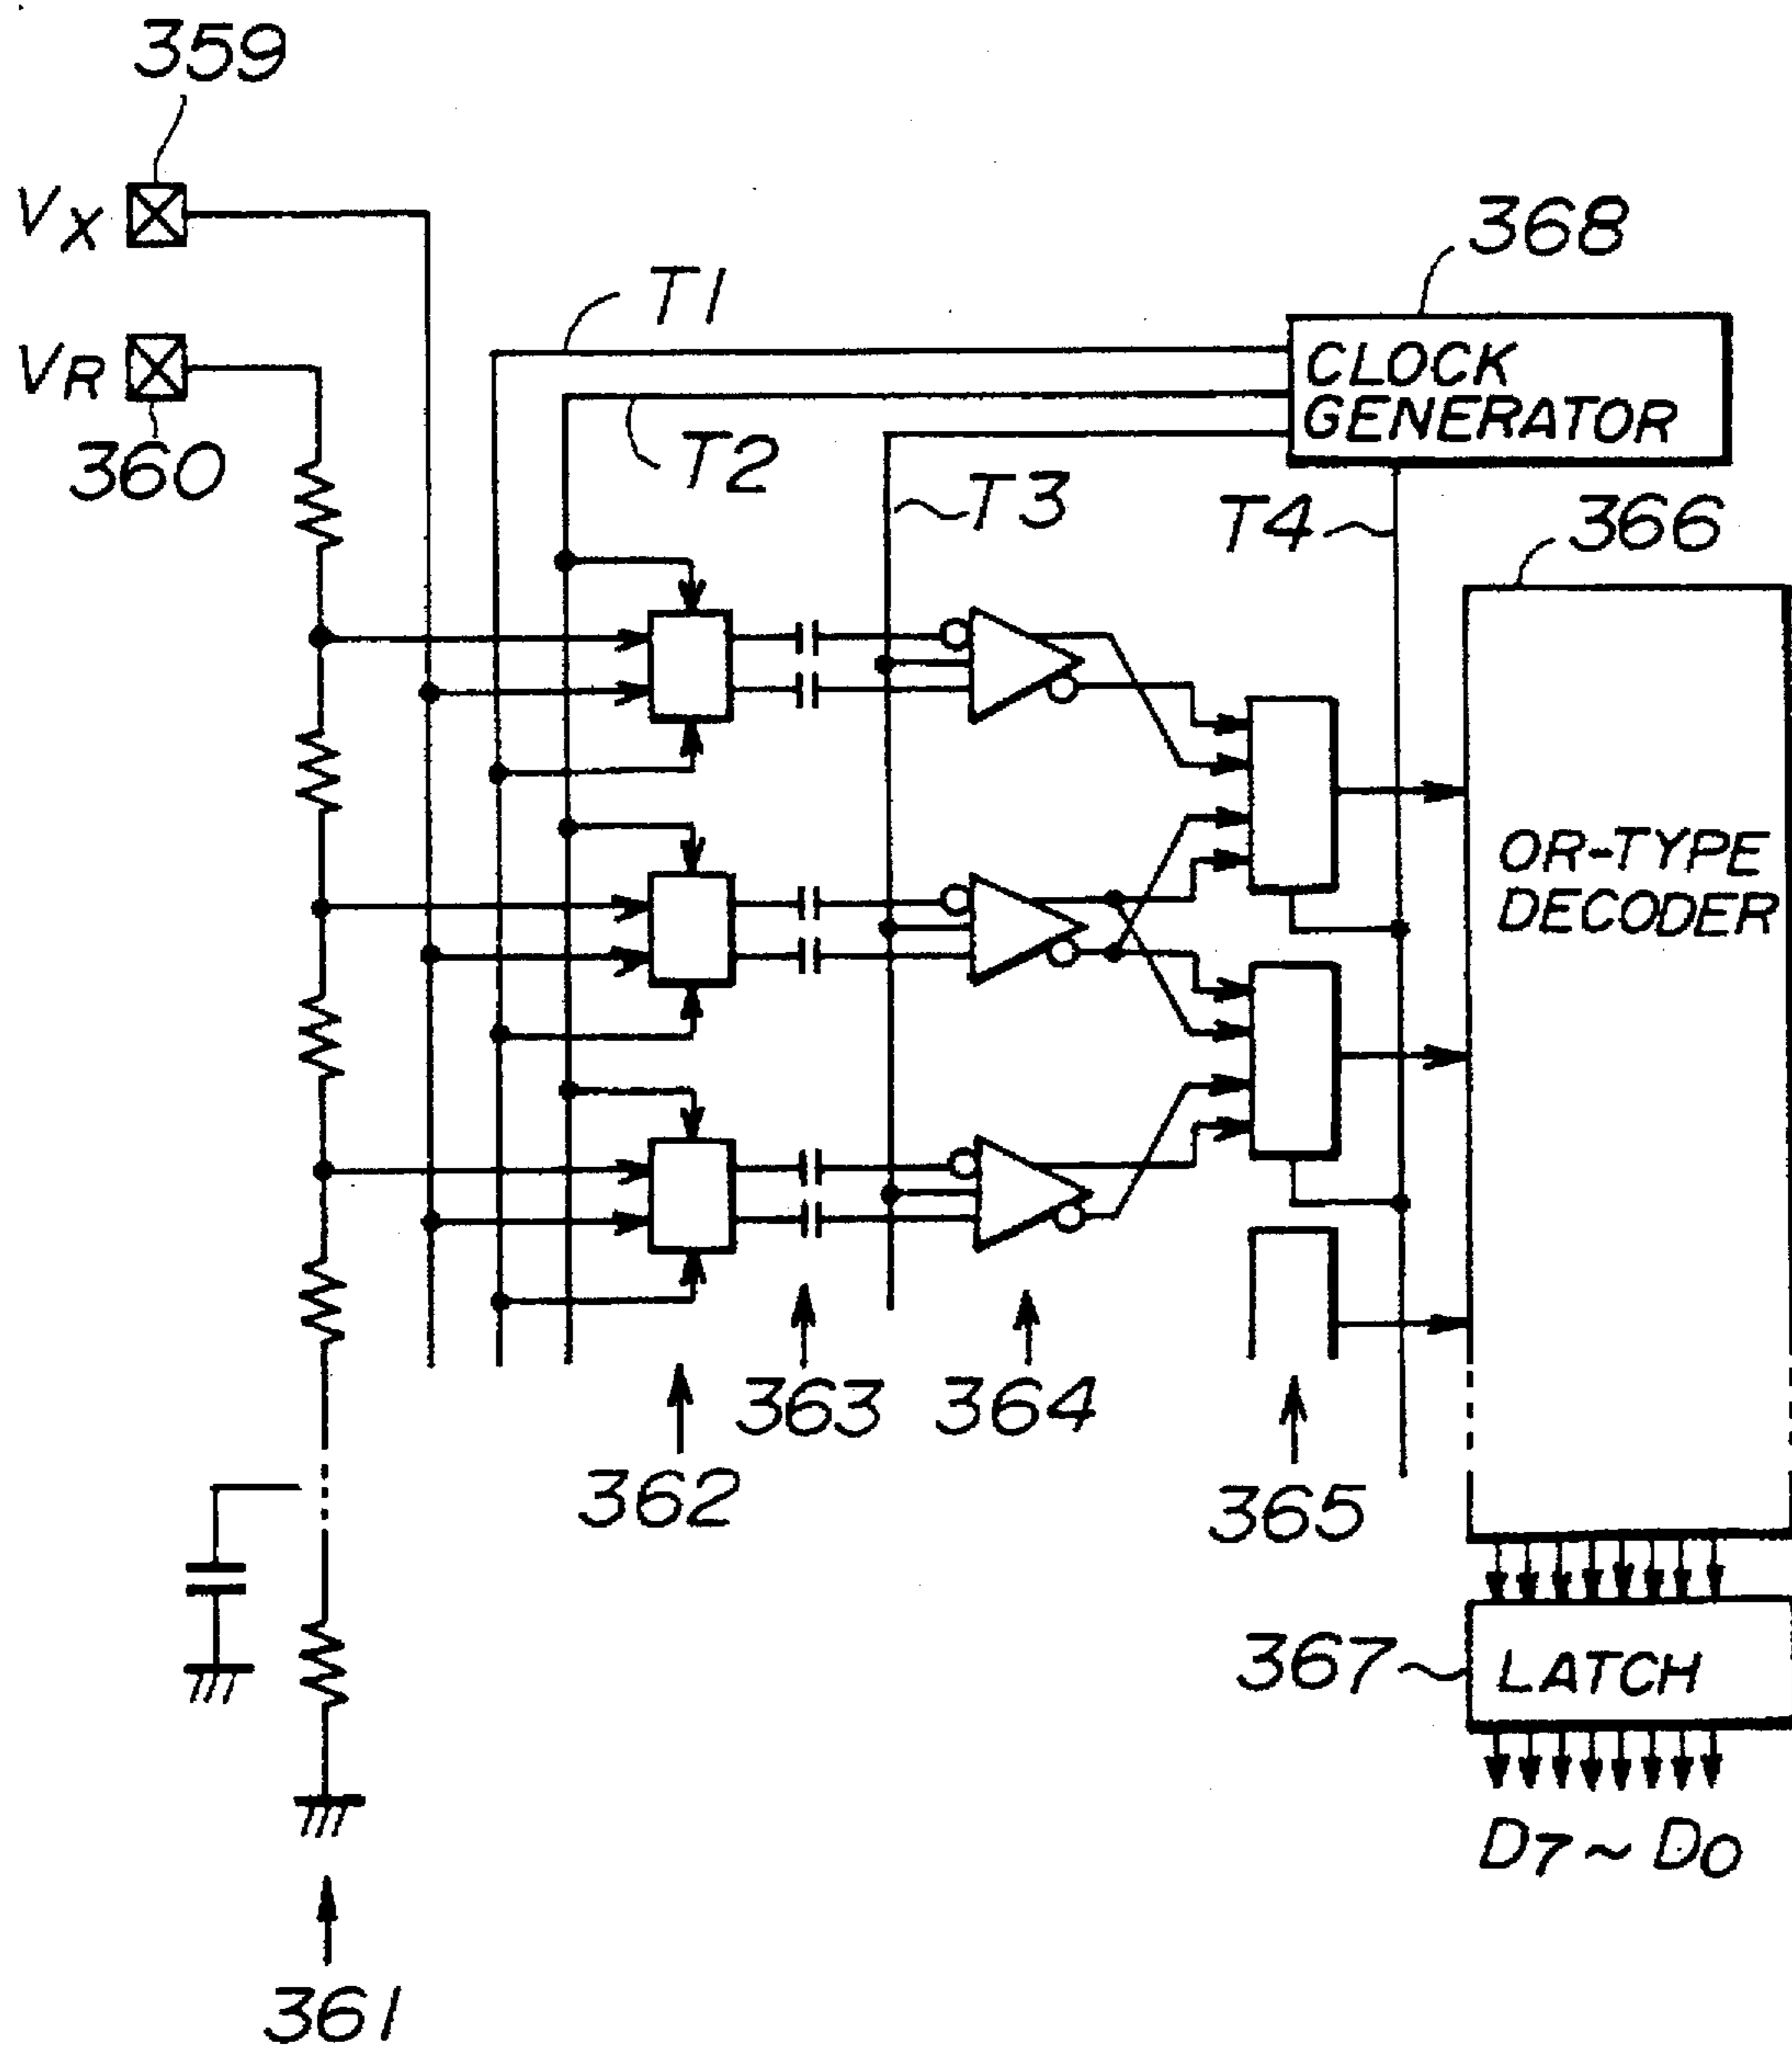 359
VX
368
T1
VR
CLOCK
GENERATOR
360
T2
T3
T4
366
OR-TYPE
DECODER
363
364
362
365
367
LATCH
D7~D0
361